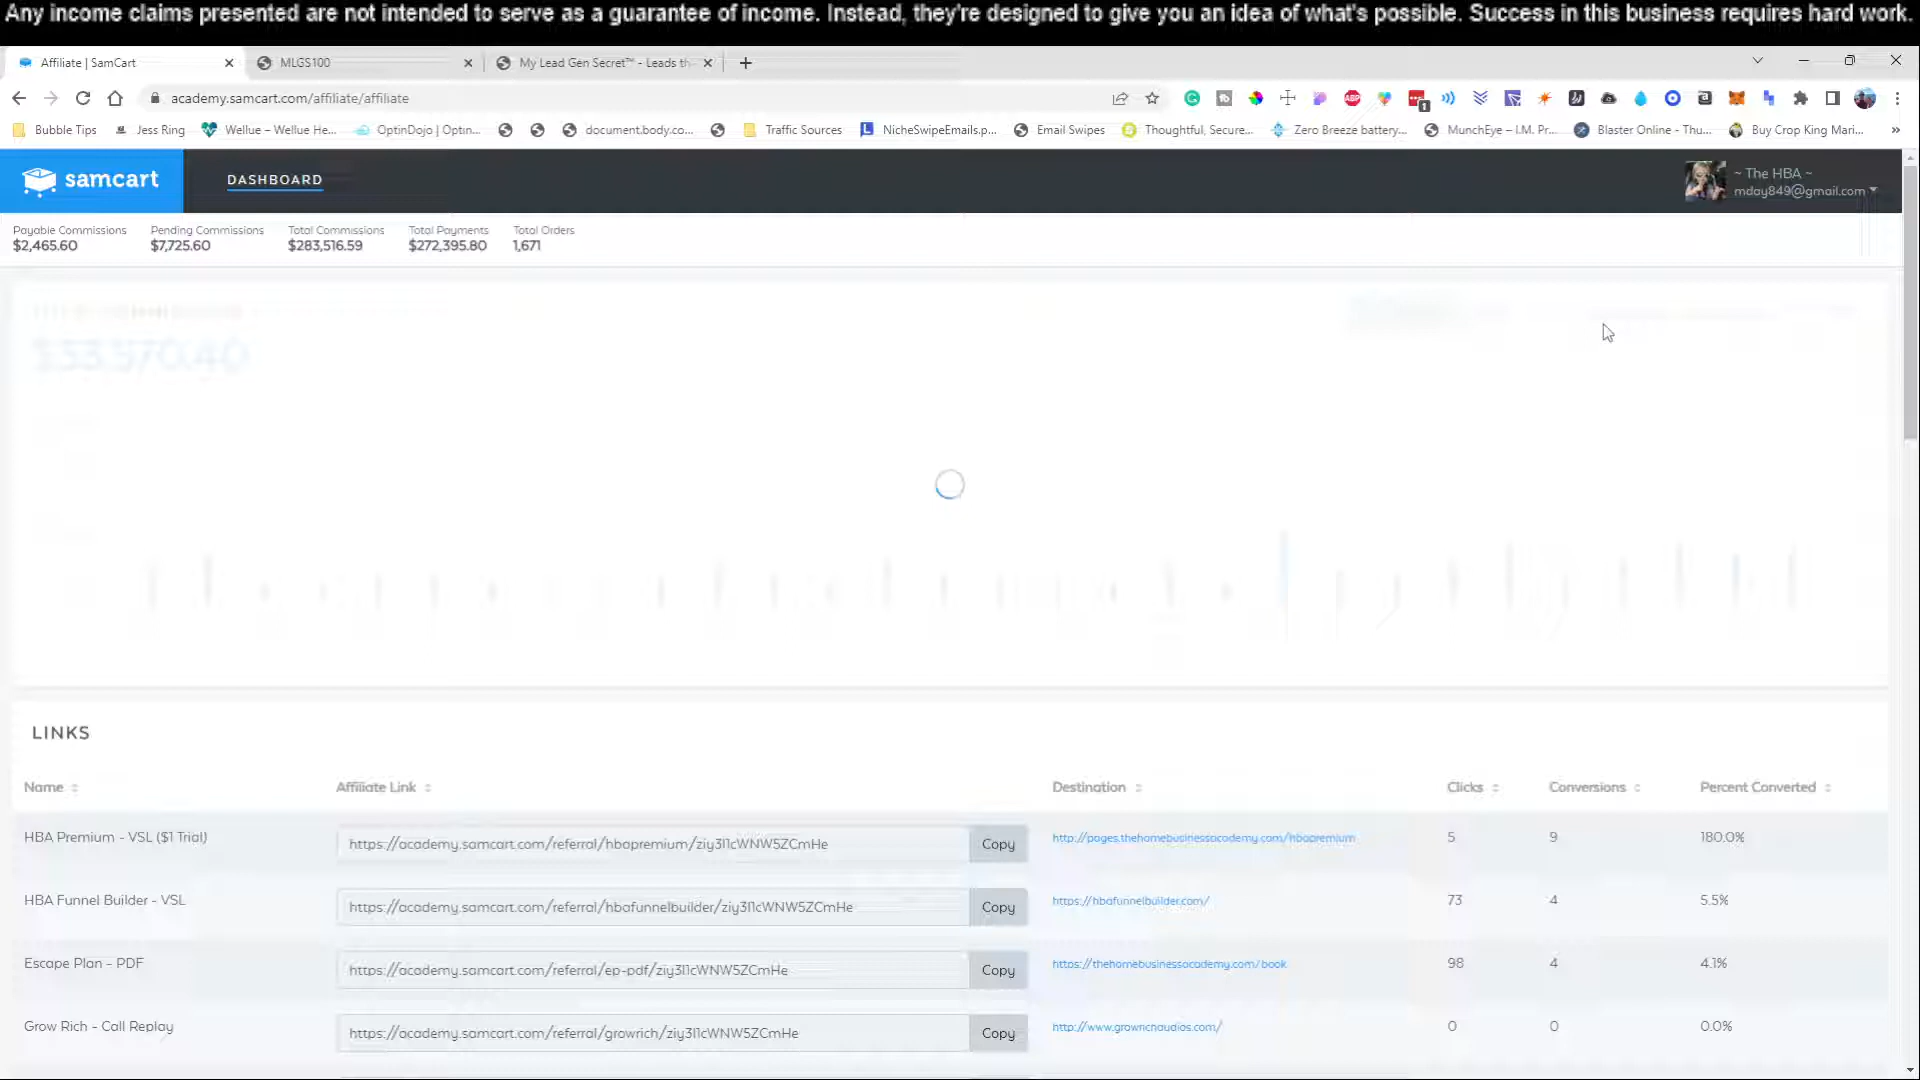 Any income claims presented are not intended to serve as a guarantee of income. Instead, they're designed to give you an idea of what's possible. Success in this business requires hard work.
Affiliate | SamCart
MLGS100
My Lead Gen Secret™ - Leads th
academy.samcart.com/affiliate/affiliate
1
Bubble Tips
Jess Ring
Wellue – Wellue He...
OptinDojo | Optin...
document.body.co...
Traffic Sources
NicheSwipeEmails.p...
Email Swipes
Thoughtful, Secure...
Zero Breeze battery...
MunchEye – I.M. Pr...
Blaster Online - Thu...
Buy Crop King Mari...
samcart
DASHBOARD
~ The HBA ~
mday849@gmail.com
Payable Commissions Pending Commissions Total Commissions Total Payments Total Orders
$2,465.60 $7,725.60 $283,516.59 $272,395.80 1,671
LINKS
Name Affiliate Link Destination Clicks Conversions Percent Converted
HBA Premium - VSL ($1 Trial) https://academy.samcart.com/referral/hbapremium/ziy3I1cWNW5ZCmHe Copy http://pages.thehomebusinessacademy.com/hbapremium 5 9 180.0%
HBA Funnel Builder - VSL https://academy.samcart.com/referral/hbafunnelbuilder/ziy3I1cWNW5ZCmHe Copy https://hbafunnelbuilder.com/ 73 4 5.5%
Escape Plan - PDF https://academy.samcart.com/referral/ep-pdf/ziy3I1cWNW5ZCmHe Copy https://thehomebusinessacademy.com/book 98 4 4.1%
Grow Rich - Call Replay https://academy.samcart.com/referral/growrich/ziy3I1cWNW5ZCmHe Copy http://www.growrichaudios.com/ 0 0 0.0%